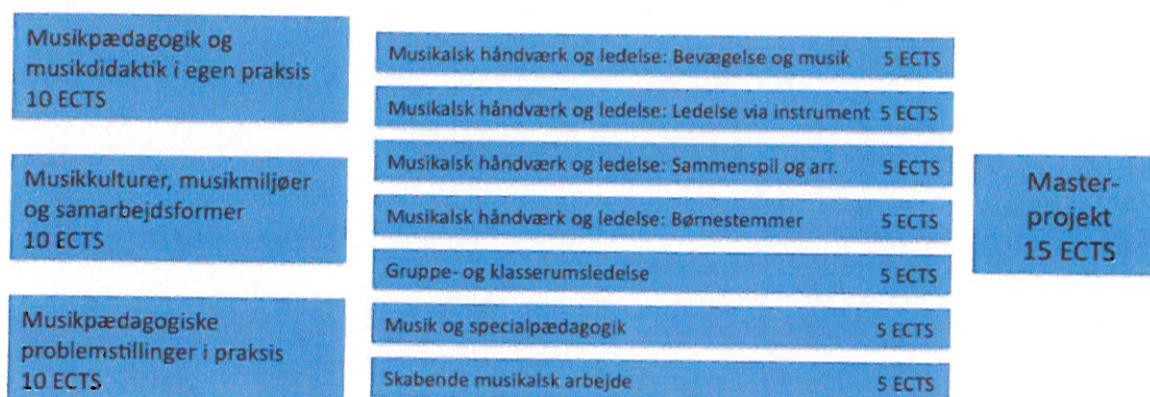 Musikpædagogik og
musikdidaktik i egen praksis
10 ECTS
Musikkulturer, musikmiljøer
og samarbejdsformer
10 ECTS
Musikpædagogiske
problemstillinger i praksis
10 ECTS
Musikalsk håndværk og ledelse: Bevægelse og musik 5 ECTS
Musikalsk håndværk og ledelse: Ledelse via instrument 5 ECTS
Musikalsk håndværk og ledelse: Sammenspil og arr. 5 ECTS
Musikalsk håndværk og ledelse: Børnestemmer 5 ECTS
Gruppe- og klasserumsledelse 5 ECTS
Musik og specialpædagogik 5 ECTS
Skabende musikalsk arbejde 5 ECTS
Master-
projekt
15 ECTS